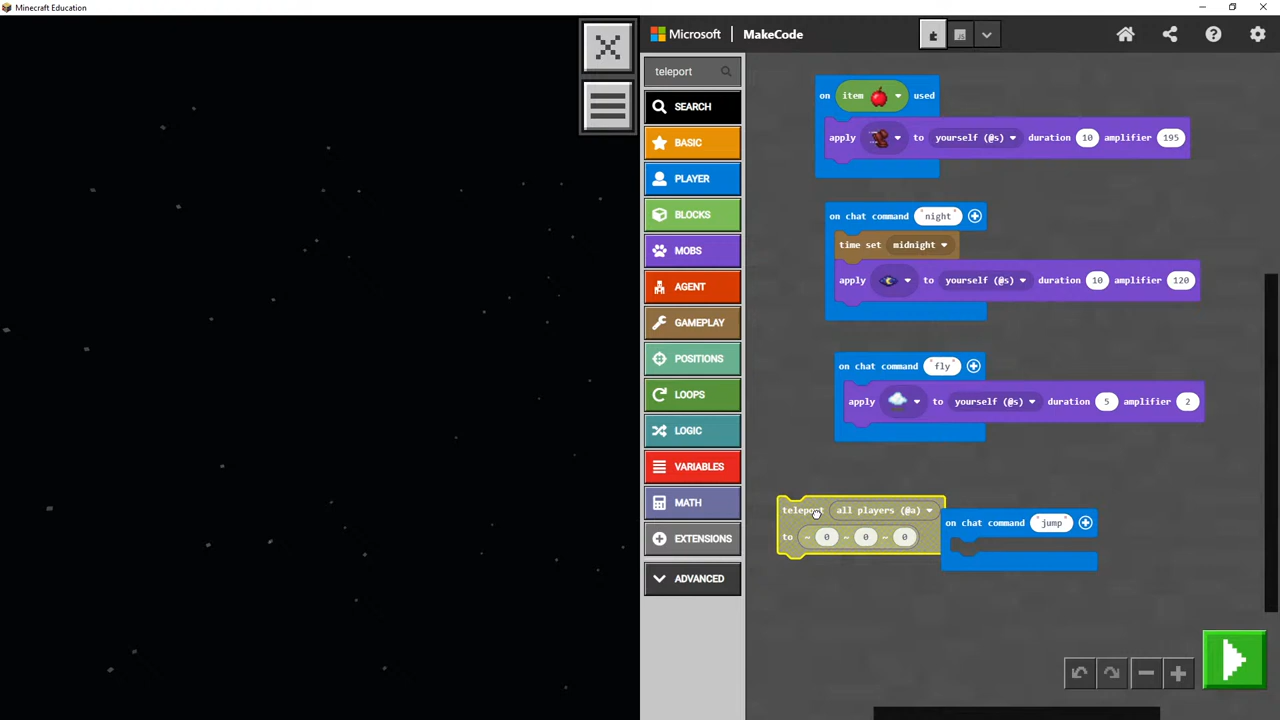 Minecraft Education
Microsoft | MakeCode
teleport
SEARCH
BASIC
PLAYER
BLOCKS
MOBS
AGENT
GAMEPLAY
POSITIONS
LOOPS
LOGIC
VARIABLES
MATH
EXTENSIONS
ADVANCED
on item used
apply to yourself (@s) duration 10 amplifier 195
on chat command "night"
time set midnight
apply to yourself (@s) duration 10 amplifier 120
on chat command "fly"
apply to yourself (@s) duration 5 amplifier 2
teleport all players (@a)
to ~ 0 ~ 0 ~ 0
on chat command "jump"